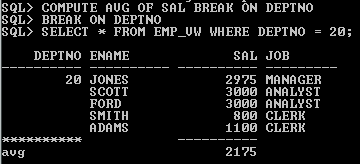 SQL> COMPUTE AVG OF SAL BREAK ON DEPTNO
SQL> BREAK ON DEPTNO
SQL> SELECT * FROM EMP_VW WHERE DEPTNO = 20;
DEPTNO ENAME SAL JOB
---------- ---------- ---------- ---------
20 JONES 2975 MANAGER
SCOTT 3000 ANALYST
FORD 3000 ANALYST
SMITH 800 CLERK
ADAMS 1100 CLERK
********** ----------
avg 2175